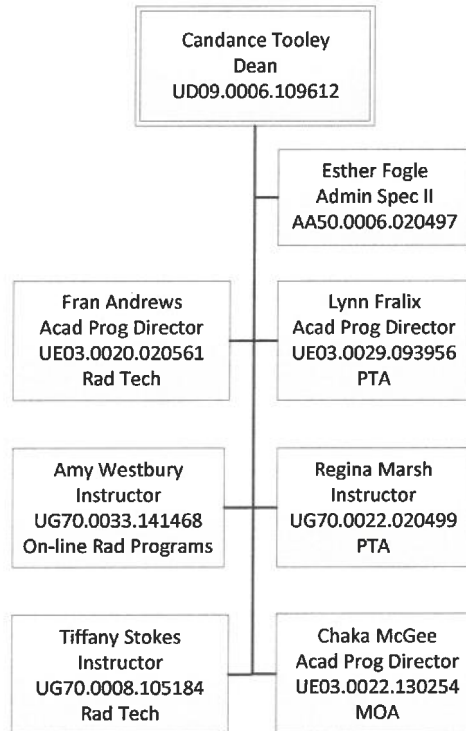 Candance Tooley
Dean
UD09.0006.109612
Esther Fogle
Admin Spec II
AA50.0006.020497
Fran Andrews
Acad Prog Director
UE03.0020.020561
Rad Tech
Lynn Fralix
Acad Prog Director
UE03.0029.093956
PTA
Amy Westbury
Instructor
UG70.0033.141468
On-line Rad Programs
Regina Marsh
Instructor
UG70.0022.020499
PTA
Tiffany Stokes
Instructor
UG70.0008.105184
Rad Tech
Chaka McGee
Acad Prog Director
UE03.0022.130254
MOA